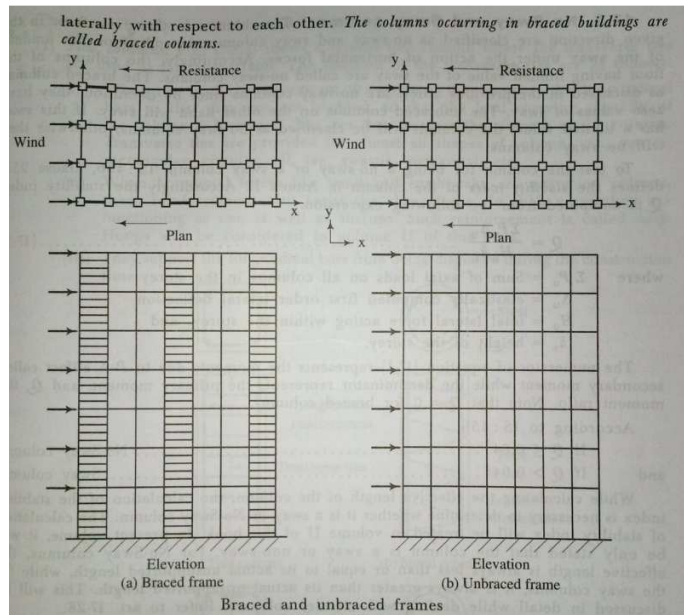 laterally with respect to each other. The columns occurring in braced buildings are
called braced columns.
y
Resistance
Wind
x
Plan
y
x
y
Resistance
Wind
x
Plan
Elevation
(a) Braced frame
Elevation
(b) Unbraced frame
Braced and unbraced frames